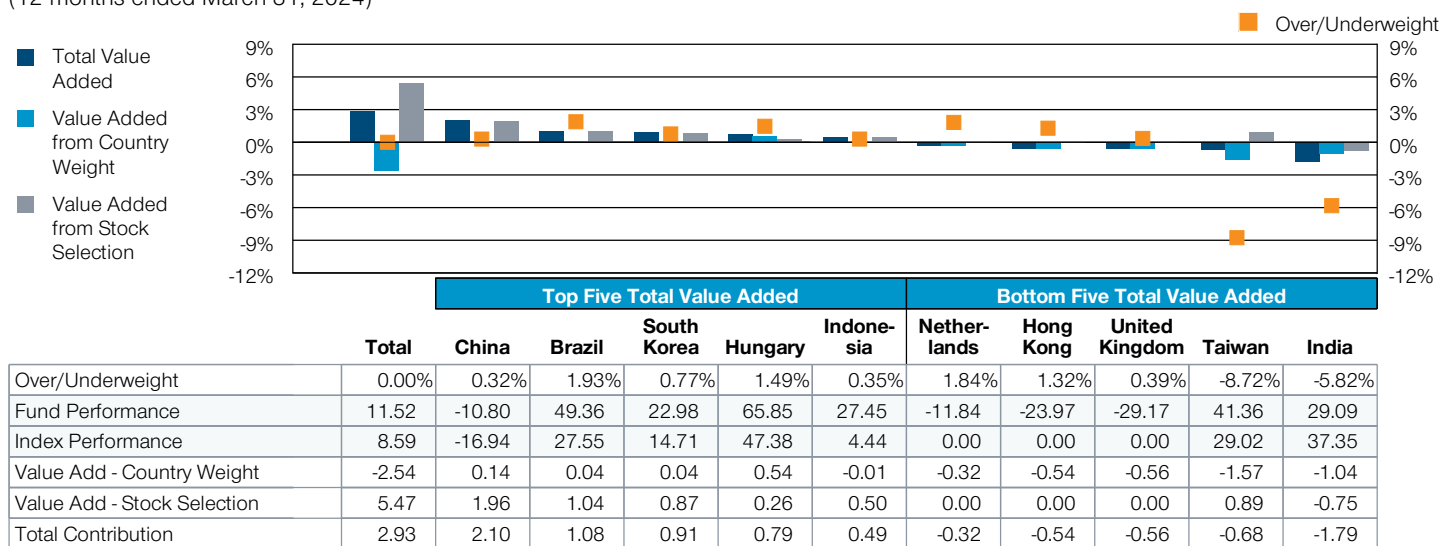 (12 months ended March 31, 2024)
Over/Underweight
Total Value
Added
Value Added
from Country
Weight
Value Added
from Stock
Selection
9% 9%
6% 6%
3% 3%
0% 0%
-3% -3%
-6% -6%
-9% -9%
-12% -12%
Top Five Total Value Added Bottom Five Total Value Added
Total China Brazil South Korea Hungary Indone-sia Nether-lands Hong Kong United Kingdom Taiwan India
Over/Underweight 0.00% 0.32% 1.93% 0.77% 1.49% 0.35% 1.84% 1.32% 0.39% -8.72% -5.82%
Fund Performance 11.52 -10.80 49.36 22.98 65.85 27.45 -11.84 -23.97 -29.17 41.36 29.09
Index Performance 8.59 -16.94 27.55 14.71 47.38 4.44 0.00 0.00 0.00 29.02 37.35
Value Add - Country Weight -2.54 0.14 0.04 0.04 0.54 -0.01 -0.32 -0.54 -0.56 -1.57 -1.04
Value Add - Stock Selection 5.47 1.96 1.04 0.87 0.26 0.50 0.00 0.00 0.00 0.89 -0.75
Total Contribution 2.93 2.10 1.08 0.91 0.79 0.49 -0.32 -0.54 -0.56 -0.68 -1.79